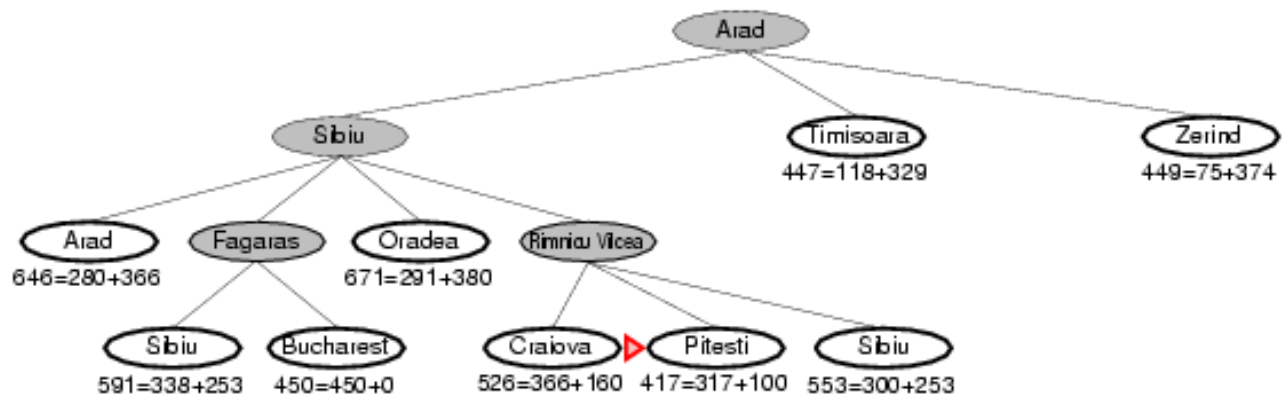 Arad
Sibiu
Timisoara
Zerind
447=118+329
449=75+374
Arad
Fagaras
Oradea
Rimnicu Vilcea
646=280+366
671=291+380
Sibiu
Bucharest
Craiova
Pitesti
Sibiu
591=338+253
450=450+0
526=366+160
417=317+100
553=300+253